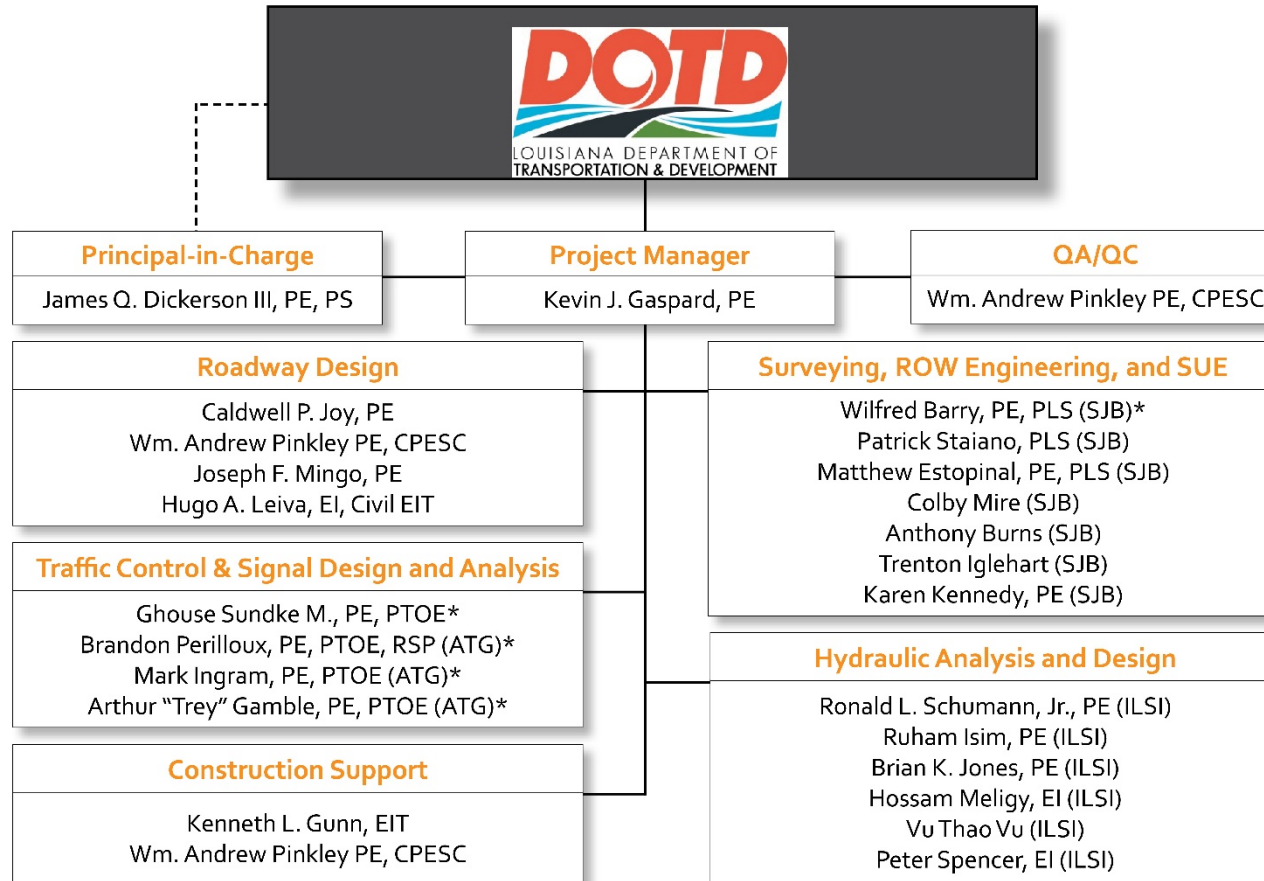 DOTD
LOUISIANA DEPARTMENT OF
TRANSPORTATION & DEVELOPMENT
Principal-in-Charge
James Q. Dickerson III, PE, PS
Project Manager
Kevin J. Gaspard, PE
QA/QC
Wm. Andrew Pinkley PE, CPESC
Roadway Design
Caldwell P. Joy, PE
Wm. Andrew Pinkley PE, CPESC
Joseph F. Mingo, PE
Hugo A. Leiva, EI, Civil EIT
Surveying, ROW Engineering, and SUE
Wilfred Barry, PE, PLS (SJB)*
Patrick Staiano, PLS (SJB)
Matthew Estopinal, PE, PLS (SJB)
Colby Mire (SJB)
Anthony Burns (SJB)
Trenton Iglehart (SJB)
Karen Kennedy, PE (SJB)
Traffic Control & Signal Design and Analysis
Ghouse Sundke M., PE, PTOE*
Brandon Perilloux, PE, PTOE, RSP (ATG)*
Mark Ingram, PE, PTOE (ATG)*
Arthur “Trey” Gamble, PE, PTOE (ATG)*
Hydraulic Analysis and Design
Ronald L. Schumann, Jr., PE (ILSI)
Ruham Isim, PE (ILSI)
Brian K. Jones, PE (ILSI)
Hossam Meligy, EI (ILSI)
Vu Thao Vu (ILSI)
Peter Spencer, EI (ILSI)
Construction Support
Kenneth L. Gunn, EIT
Wm. Andrew Pinkley PE, CPESC